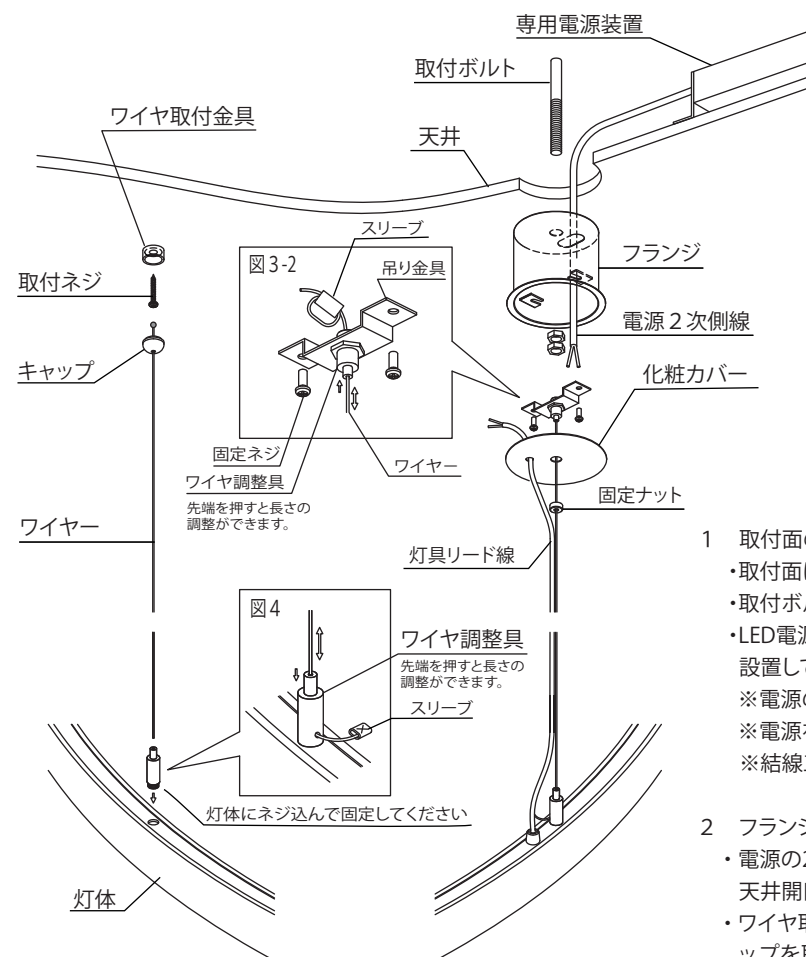 専用電源装置
取付ボルト
ワイヤ取付金具
天井
スリーブ
図3-2
吊り金具
フランジ
取付ネジ
電源２次側線
キャップ
化粧カバー
固定ネジ
ワイヤー
ワイヤ調整具
先端を押すと長さの
調整ができます。
固定ナット
ワイヤー
灯具リード線
図4
ワイヤ調整具
先端を押すと長さの
調整ができます。
スリーブ
灯体にネジ込んで固定してください
灯体
1 取付面
・取付面
・取付ボ
・LED電源
設置して
※電源の
※電源
※結線
2 フランジ
・電源の2
天井開
・ワイヤ取
ップを取